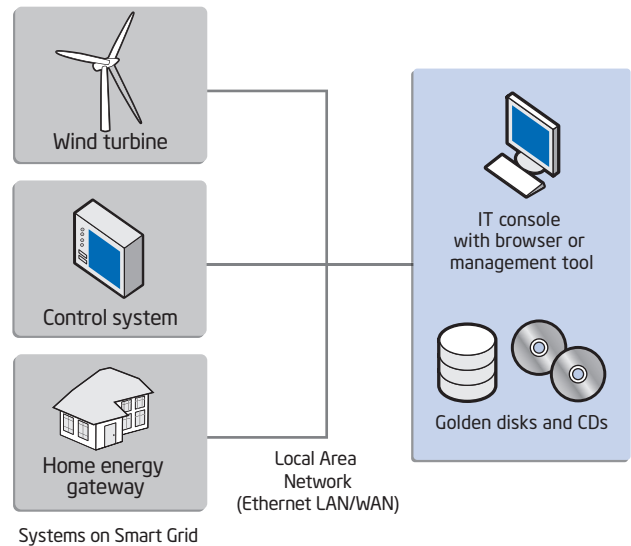 Wind turbine
Control system
Home energy
gateway
Systems on Smart Grid
Local Area
Network
(Ethernet LAN/WAN)
IT console
with browser or
management tool
Golden disks and CDs